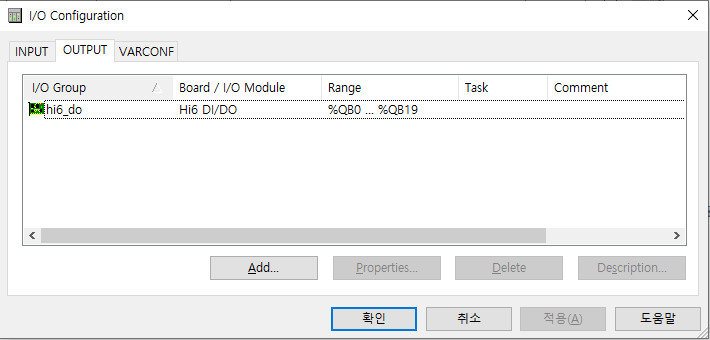 I/O Configuration
INPUT OUTPUT VARCONF
I/O Group Board / I/O Module Range Task Comment
hi6_do Hi6 DI/DO %QB0 ... %QB19
Add... Properties... Delete Description...
확인 취소 적용(A) 도움말